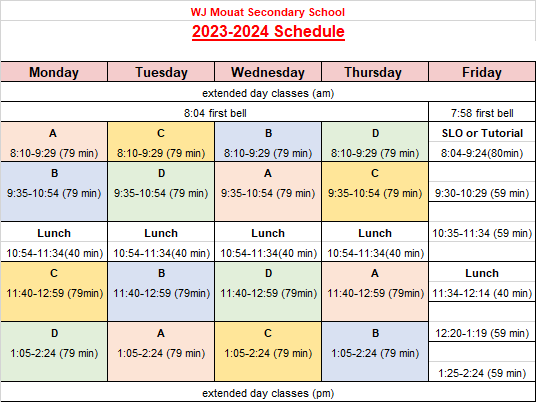 WJ Mouat Secondary School
2023-2024 Schedule
Monday Tuesday Wednesday Thursday Friday
extended day classes (am)
8:04 first bell 7:58 first bell
A C B D SLO or Tutorial
8:10-9:29 (79 min) 8:10-9:29 (79 min) 8:10-9:29 (79 min) 8:10-9:29 (79 min) 8:04-9:24(80min)
B D A C
9:35-10:54 (79 min) 9:35-10:54 (79 min) 9:35-10:54 (79 min) 9:35-10:54 (79 min) 9:30-10:29 (59 min)
Lunch Lunch Lunch Lunch 10:35-11:34 (59 min)
10:54-11:34(40 min) 10:54-11:34(40 min) 10:54-11:34(40 min) 10:54-11:34(40 min)
C B D A Lunch
11:40-12:59 (79min) 11:40-12:59 (79min) 11:40-12:59 (79min) 11:40-12:59 (79min) 11:34-12:14 (40 min)
D A C B 12:20-1:19 (59 min)
1:05-2:24 (79 min) 1:05-2:24 (79 min) 1:05-2:24 (79 min) 1:05-2:24 (79 min)
1:25-2:24 (59 min)
extended day classes (pm)